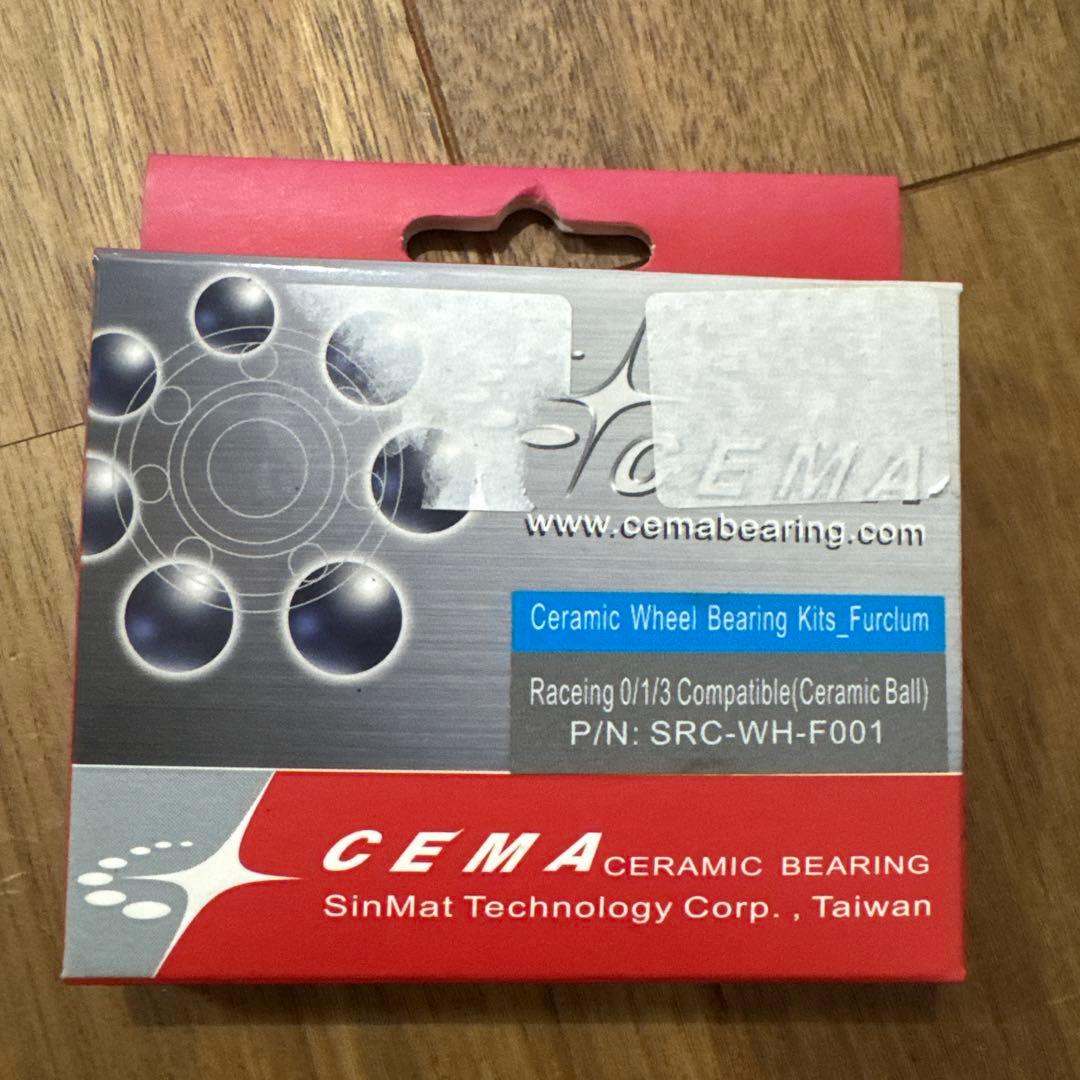 CEMA
www.cemabearing.com
Ceramic Wheel Bearing Kits_Furclum
Raceing 0/1/3 Compatible(Ceramic Ball)
P/N: SRC-WH-F001
CEMA CERAMIC BEARING
SinMat Technology Corp. , Taiwan